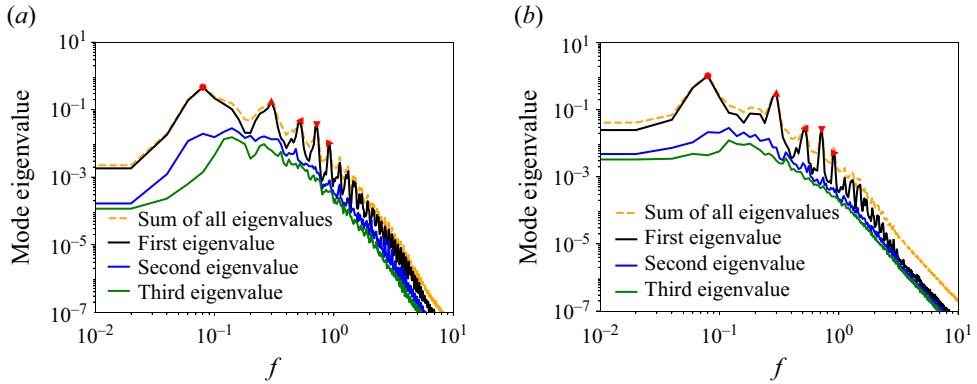 (a)
10^1
10^−1
10^−3
10^−5
10^−7
Mode eigenvalue
Sum of all eigenvalues
First eigenvalue
Second eigenvalue
Third eigenvalue
10^−2
10^−1
10^0
10^1
f
(b)
10^1
10^−1
10^−3
10^−5
10^−7
Mode eigenvalue
Sum of all eigenvalues
First eigenvalue
Second eigenvalue
Third eigenvalue
10^−2
10^−1
10^0
10^1
f